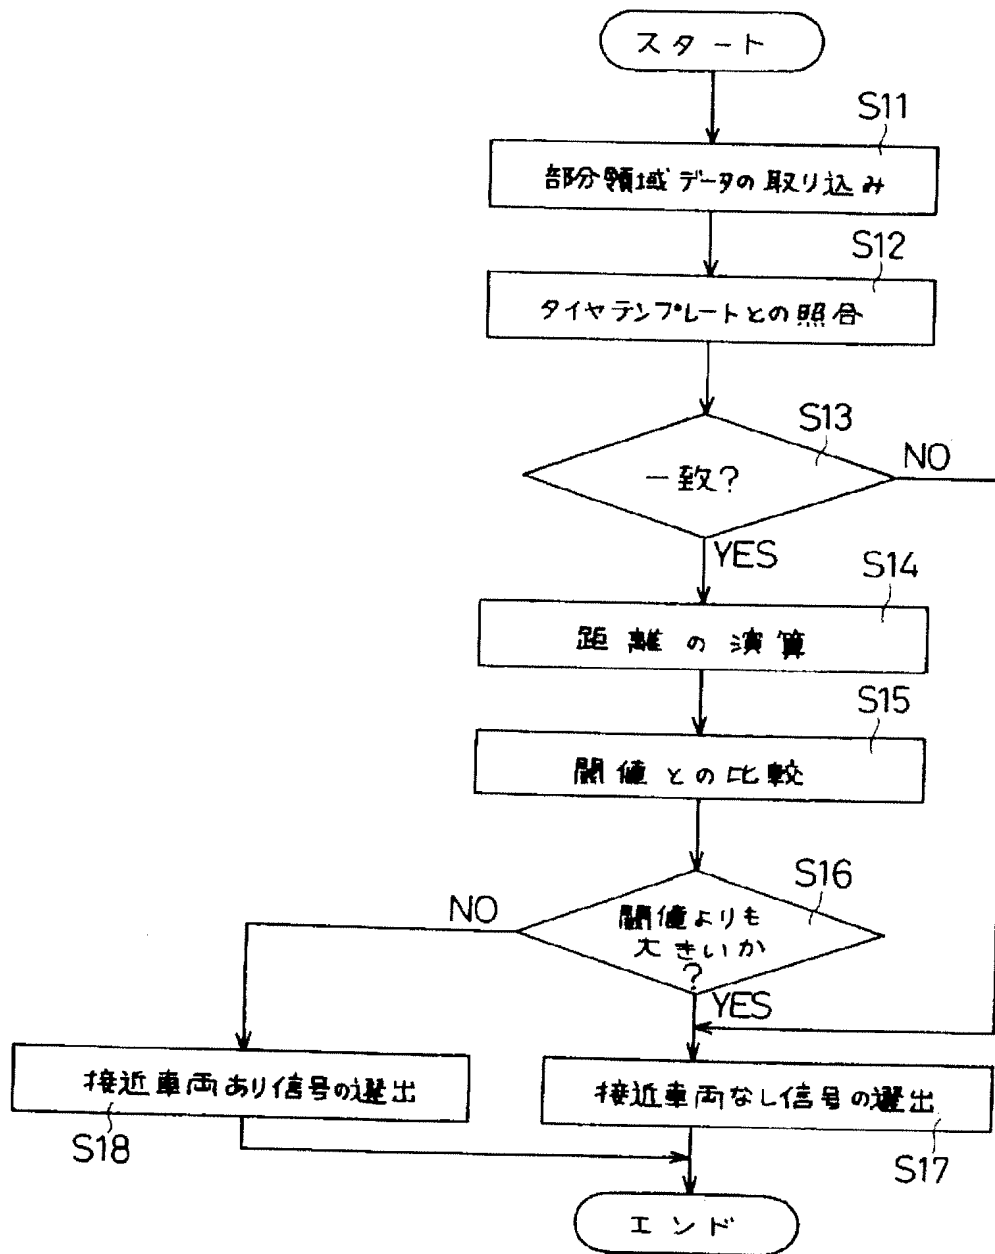 スタート
S11
部分領域データの取り込み
S12
タイヤテンプレートとの照合
S13
一致?
NO
YES
S14
距離の演算
S15
閾値との比較
S16
NO
閾値よりも
大きいか
?
YES
接近車両あり信号の選出
接近車両なし信号の選出
S18
S17
エンド